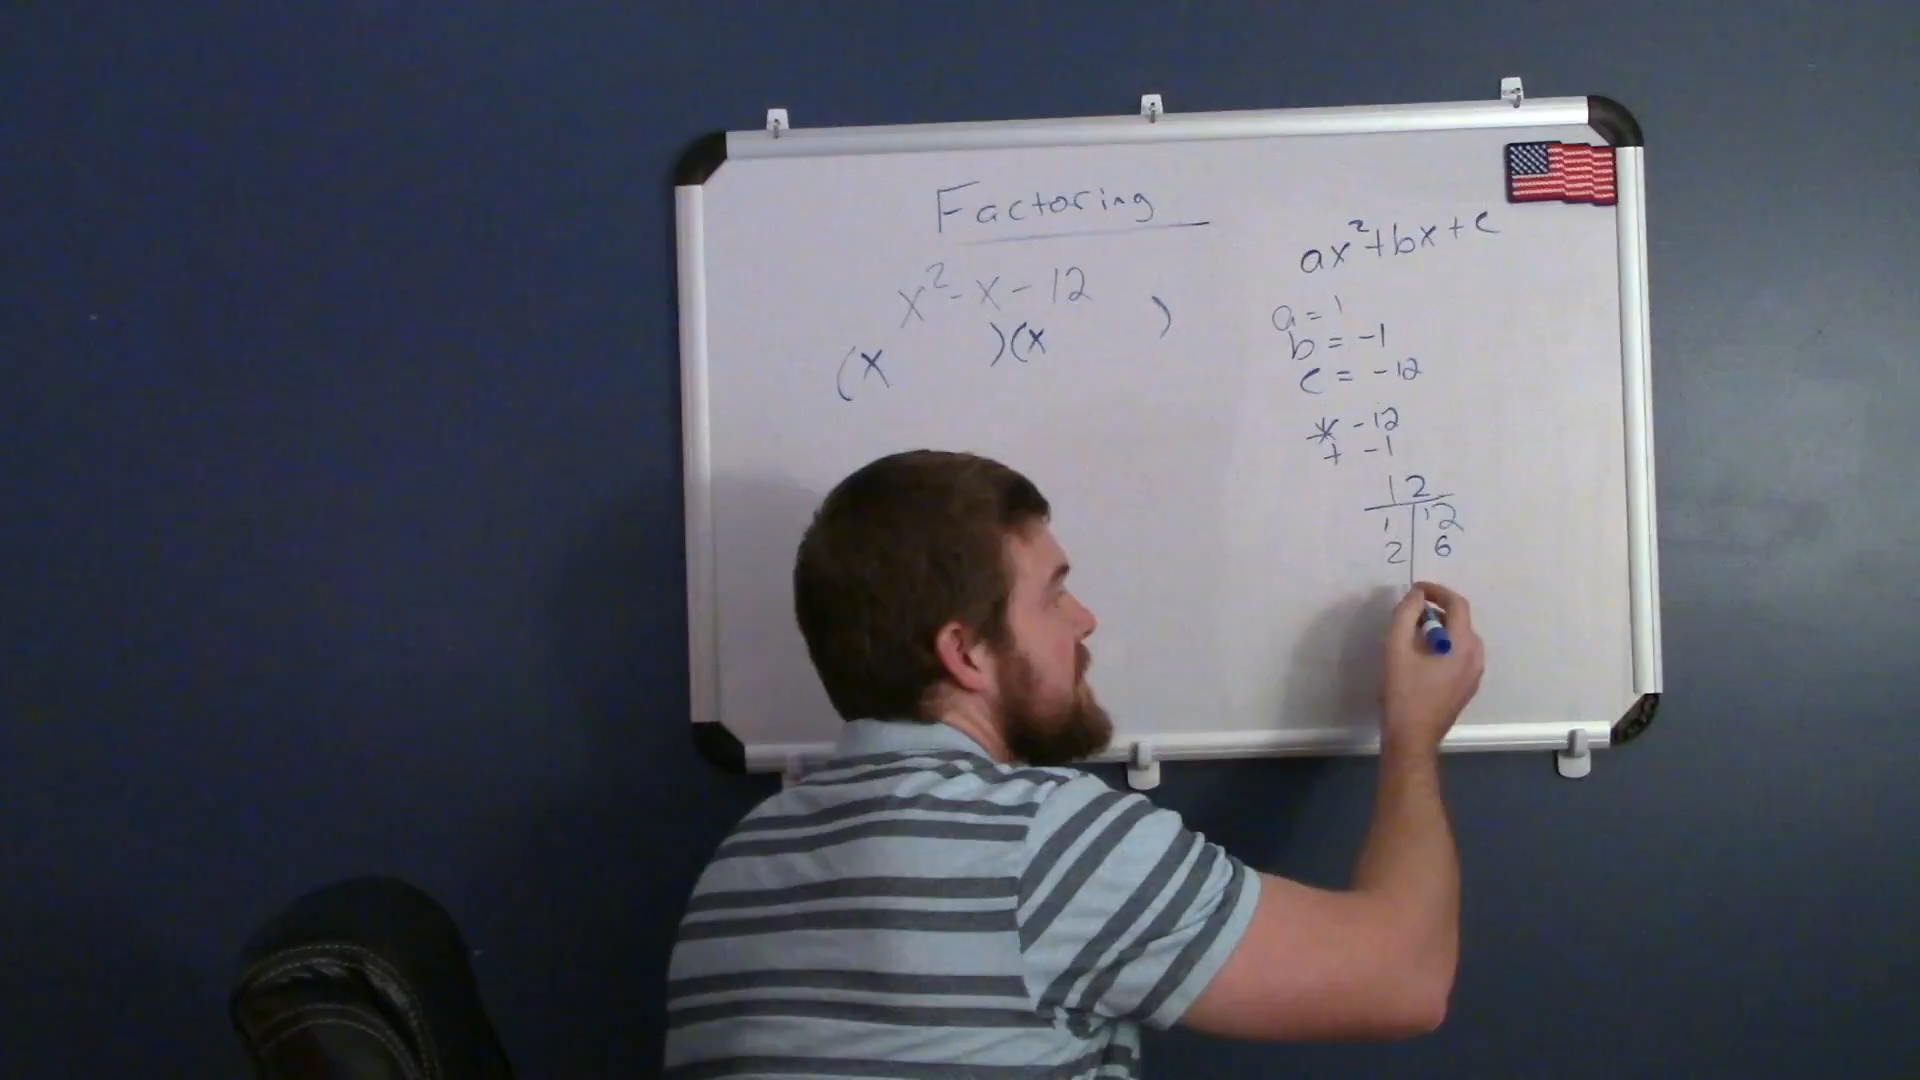 Factoring
x² - x - 12
(x )(x )
ax² + bx + c
a = 1
b = -1
c = -12
* -12
+ -1
12
1 12
2 6